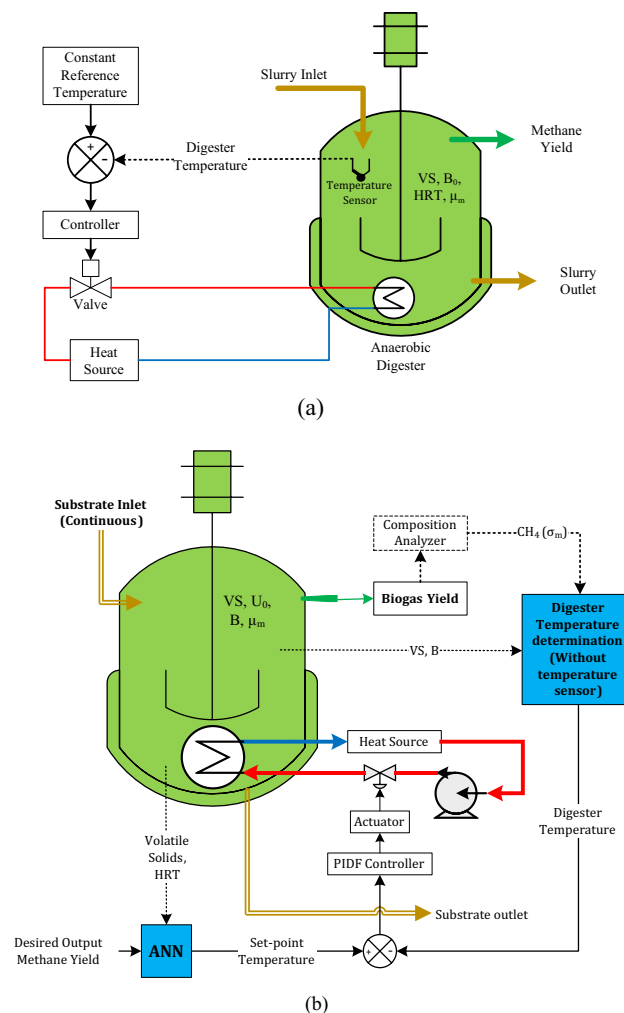 Constant
Reference
Temperature
Slurry Inlet
Methane
Yield
+
-
Digester
Temperature
Temperature
Sensor
VS, B₀,
HRT, μₘ
Controller
Valve
Slurry
Outlet
Heat
Source
Anaerobic
Digester
(a)
Substrate Inlet
(Continuous)
Composition
Analyzer
CH₄ (σₘ)
VS, U₀,
B, μₘ
Biogas Yield
Digester
Temperature
determination
(Without
temperature
sensor)
VS, B
Heat Source
Actuator
Digester
Temperature
Volatile
Solids,
HRT
PIDF Controller
Substrate outlet
Desired Output
Methane Yield
ANN
Set-point
Temperature
+
-
(b)